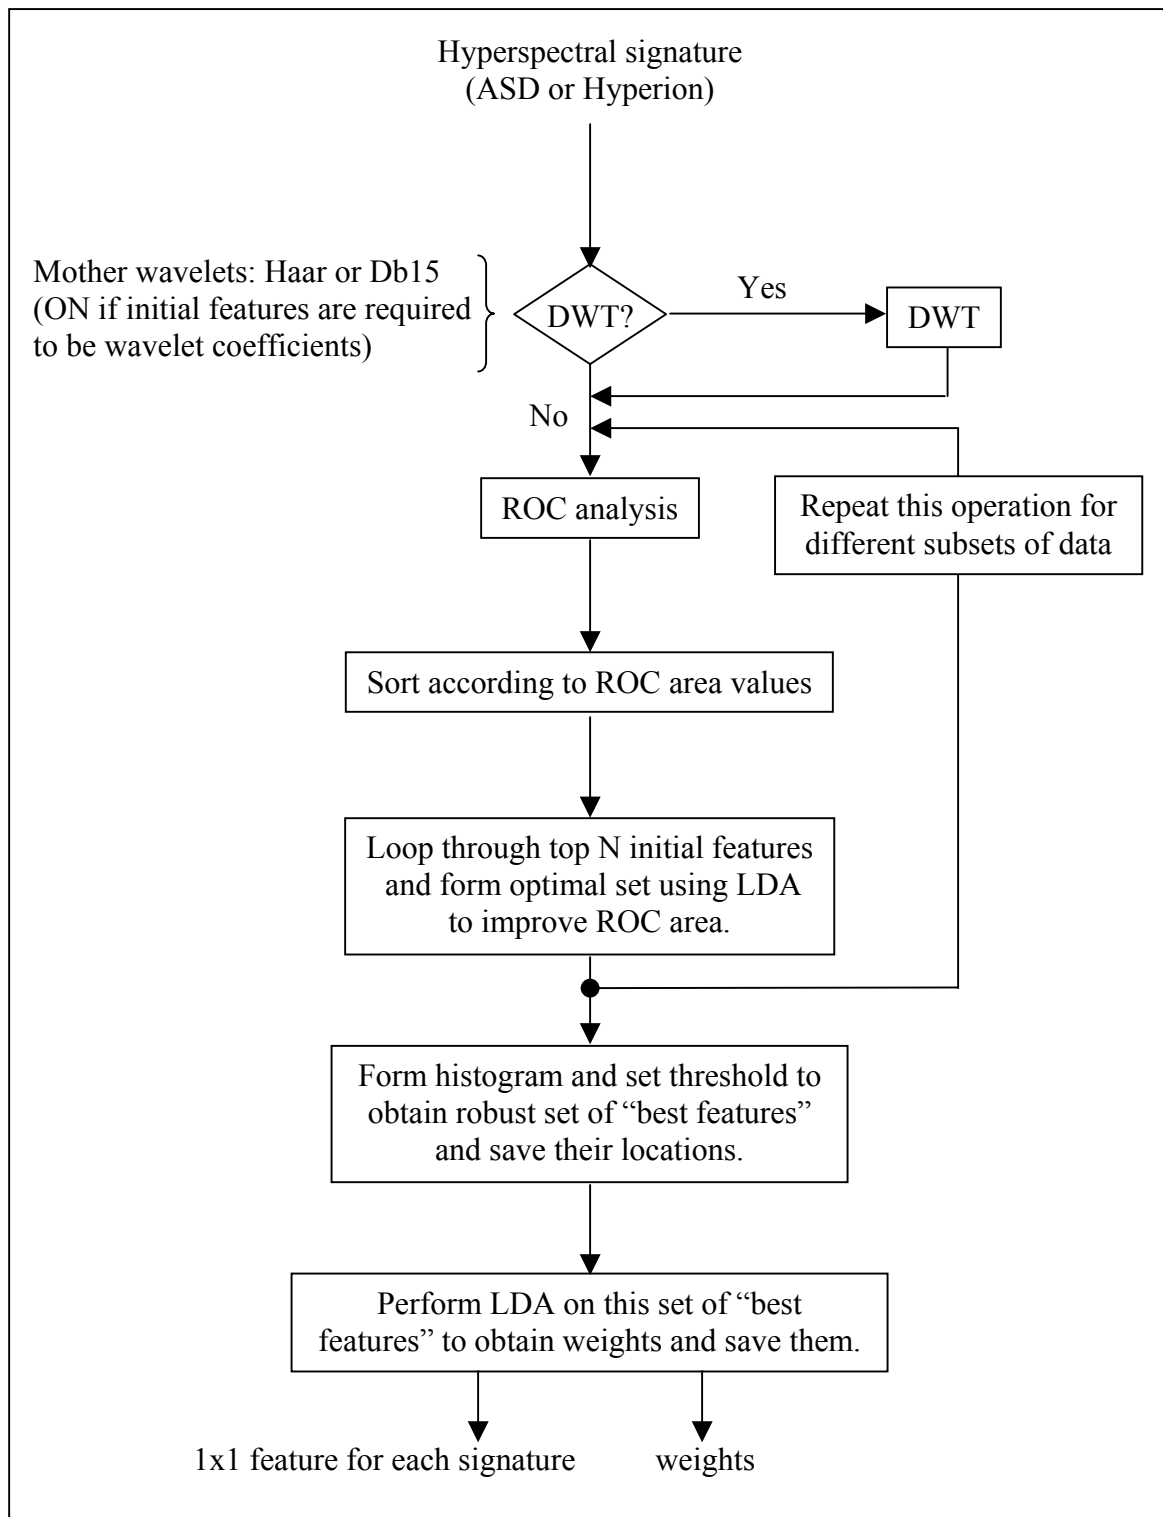 Hyperspectral signature
(ASD or Hyperion)
Mother wavelets: Haar or Db15
(ON if initial features are required
to be wavelet coefficients)
DWT?
Yes
DWT
No
ROC analysis
Repeat this operation for
different subsets of data
Sort according to ROC area values
Loop through top N initial features
and form optimal set using LDA
to improve ROC area.
Form histogram and set threshold to
obtain robust set of “best features”
and save their locations.
Perform LDA on this set of “best
features” to obtain weights and save them.
1x1 feature for each signature
weights